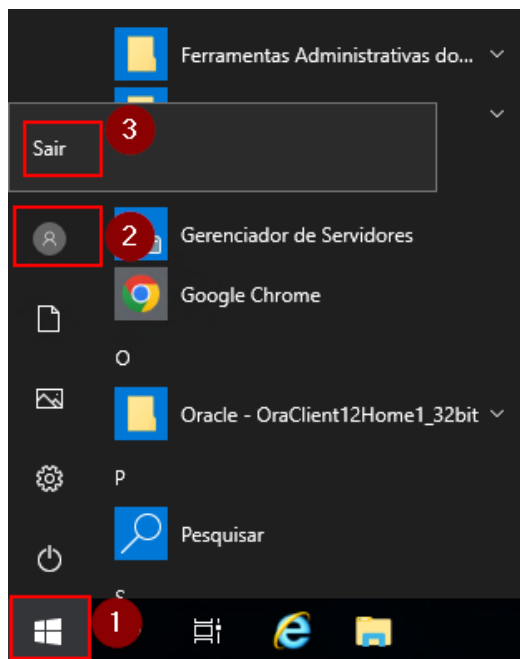 Ferramentas Administrativas do...
3
Sair
2
Gerenciador de Servidores
Google Chrome
O
Oracle - OraClient12Home1_32bit
P
Pesquisar
1